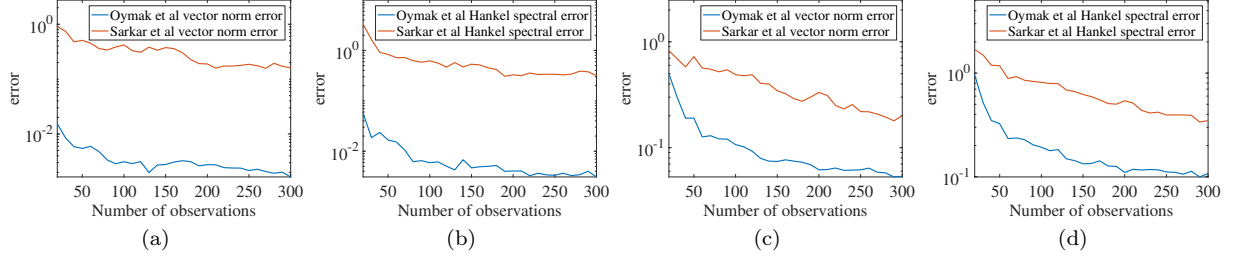 Oymak et al vector norm error
Sarkar et al vector norm error
10^0
10^-2
error
50 100 150 200 250 300
Number of observations
(a)
Oymak et al Hankel spectral error
Sarkar et al Hankel spectral error
10^0
10^-2
error
50 100 150 200 250 300
Number of observations
(b)
Oymak et al vector norm error
Sarkar et al vector norm error
10^0
10^-1
error
50 100 150 200 250 300
Number of observations
(c)
Oymak et al Hankel spectral error
Sarkar et al Hankel spectral error
10^0
10^-1
error
50 100 150 200 250 300
Number of observations
(d)